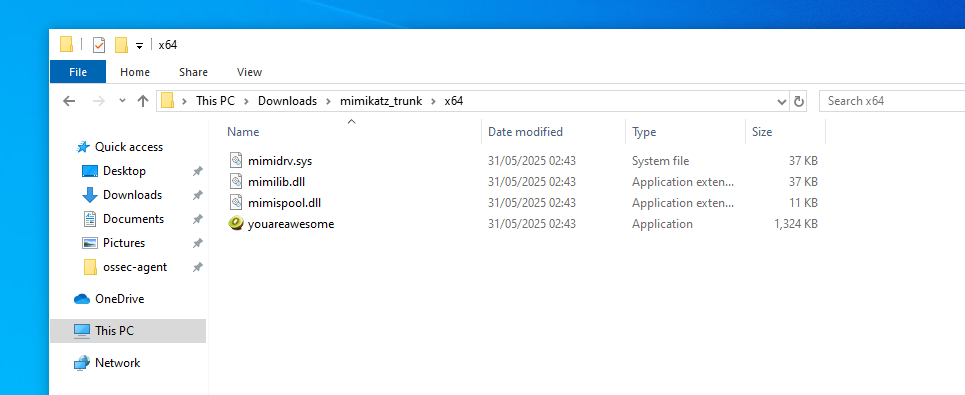 x64
File Home Share View
This PC Downloads mimikatz_trunk x64 Search x64
Name Date modified Type Size
Quick access
Desktop
Downloads
Documents
Pictures
ossec-agent
OneDrive
This PC
Network
mimidrv.sys 31/05/2025 02:43 System file 37 KB
mimilib.dll 31/05/2025 02:43 Application exten... 37 KB
mimispool.dll 31/05/2025 02:43 Application exten... 11 KB
youareawesome 31/05/2025 02:43 Application 1,324 KB